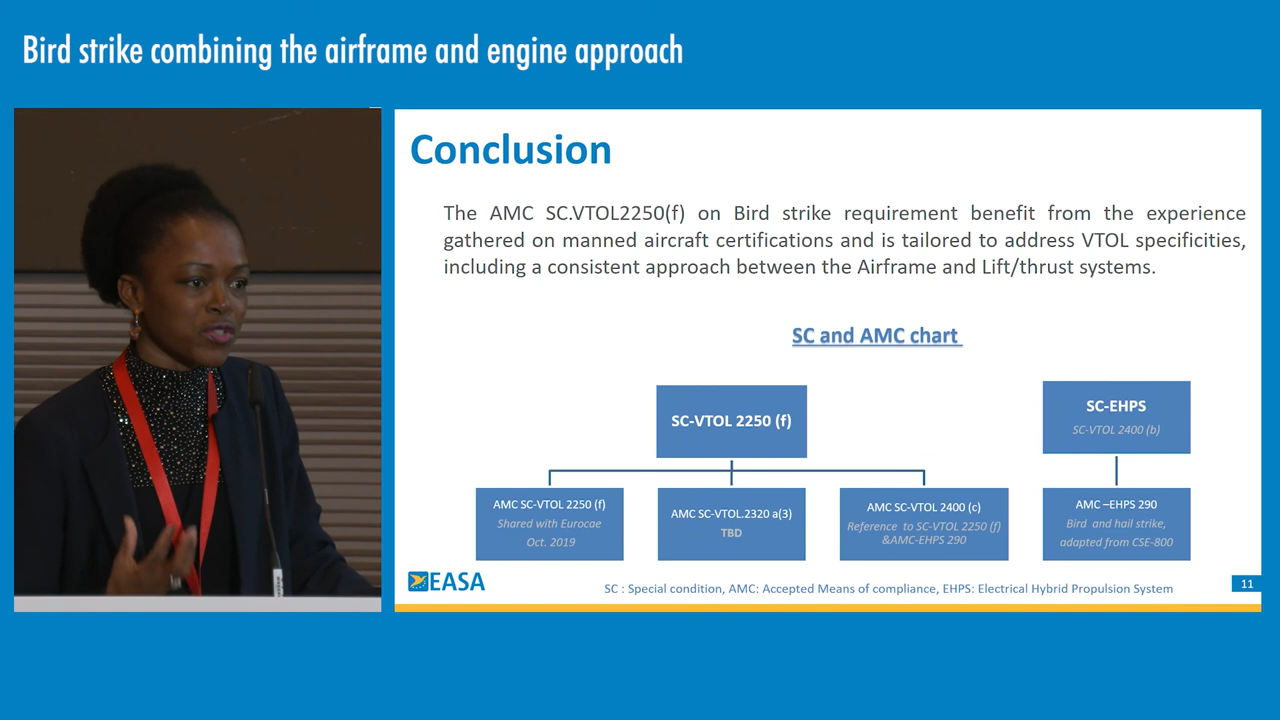 Bird strike combining the airframe and engine approach
Conclusion
The AMC SC.VTOL2250(f) on Bird strike requirement benefit from the experience
gathered on manned aircraft certifications and is tailored to address VTOL specificities,
including a consistent approach between the Airframe and Lift/thrust systems.
SC and AMC chart
SC-VTOL 2250 (f)
SC-EHPS
SC-VTOL 2400 (b)
AMC SC-VTOL 2250 (f)
Shared with Eurocae
Oct. 2019
AMC SC-VTOL.2320 a(3)
TBD
AMC SC-VTOL 2400 (c)
Reference to SC-VTOL 2250 (f)
&AMC-EHPS 290
AMC –EHPS 290
Bird and hail strike,
adapted from CSE-800
EASA
SC : Special condition, AMC: Accepted Means of compliance, EHPS: Electrical Hybrid Propulsion System
11